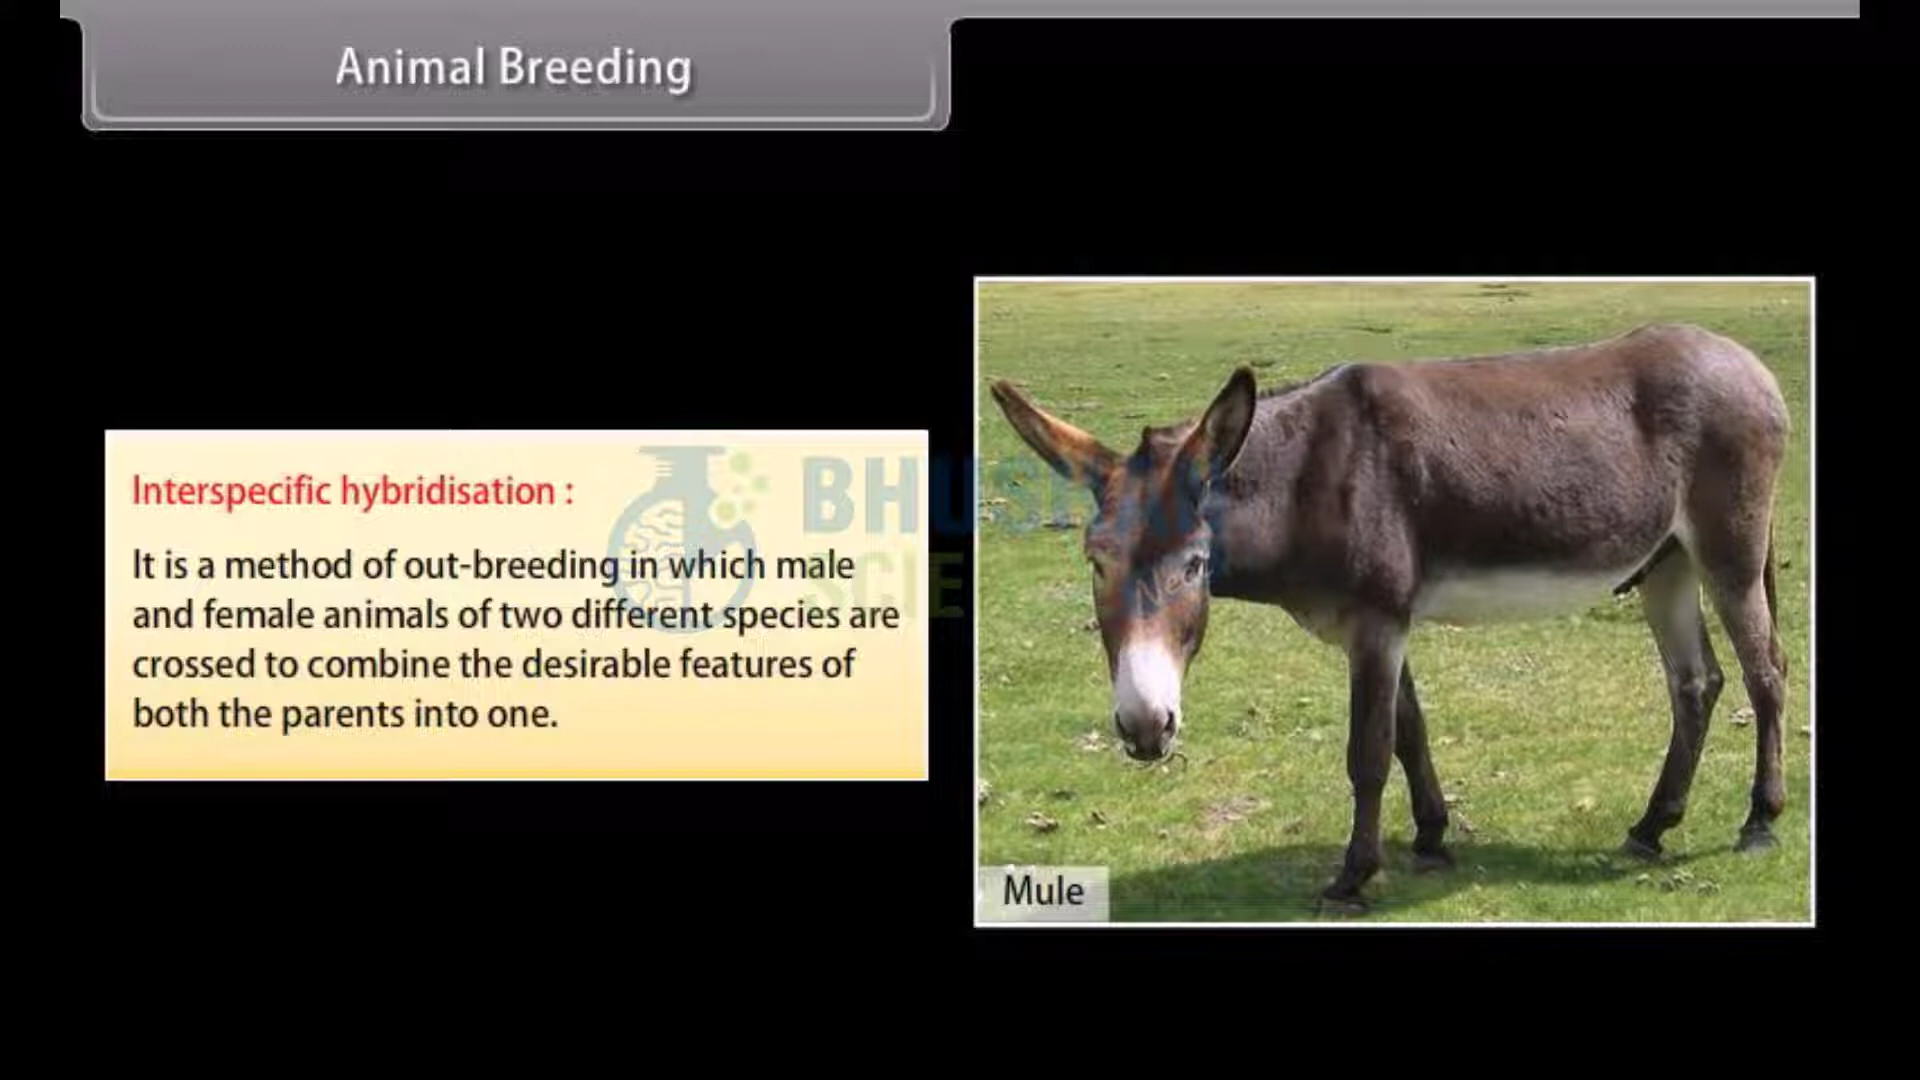 Animal Breeding
Interspecific hybridisation :
It is a method of out-breeding in which male
and female animals of two different species are
crossed to combine the desirable features of
both the parents into one.
Mule